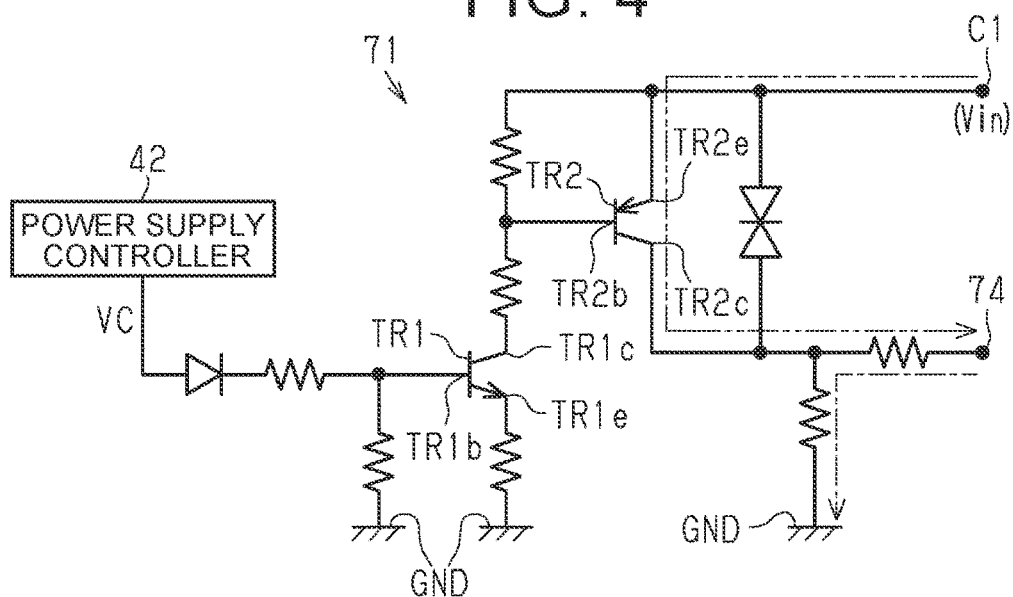 FIG. 4
71
C1
(Vin)
TR2e
TR2
42
POWER SUPPLY
CONTROLLER
TR2b
TR2c
74
VC
TR1
TR1c
TR1b
TR1e
GND
GND